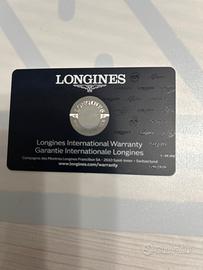 LONGINES
LONGINES
Longines International Warranty
Garantie Internationale Longines
Compagnie des Montres Longines Francillon SA - 2610 Saint-Imier - Switzerland
www.longines.com/warranty